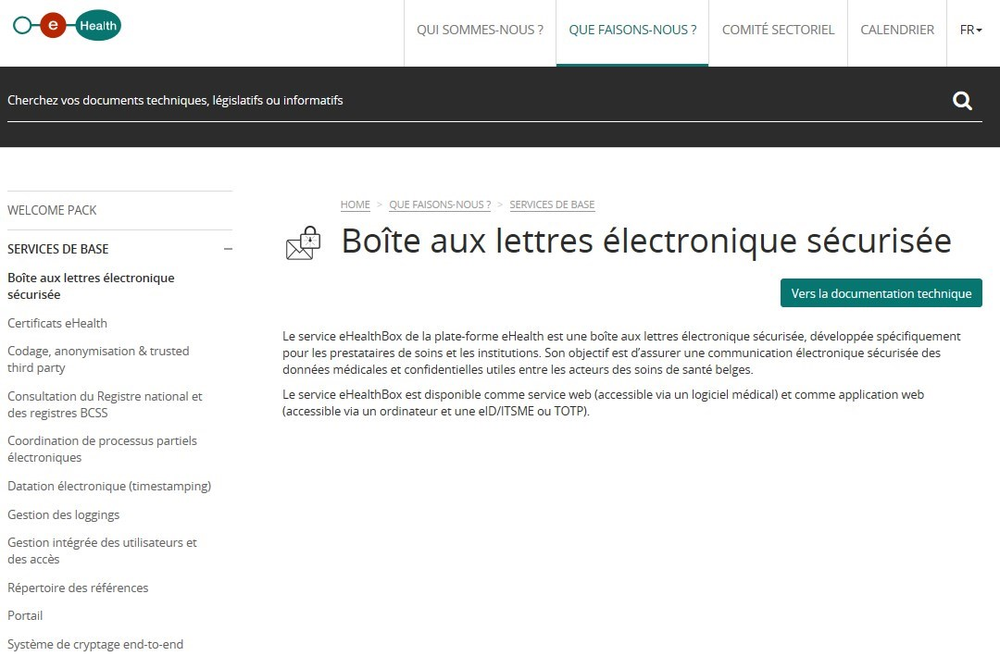 e Health
QUI SOMMES-NOUS ?
QUE FAISONS-NOUS ?
COMITÉ SECTORIEL
CALENDRIER
FR
Cherchez vos documents techniques, législatifs ou informatifs
WELCOME PACK
SERVICES DE BASE
Boîte aux lettres électronique
sécurisée
Certificats eHealth
Codage, anonymisation & trusted
third party
Consultation du Registre national et
des registres BCSS
Coordination de processus partiels
électroniques
Datation électronique (timestamping)
Gestion des loggings
Gestion intégrée des utilisateurs et
des accès
Répertoire des références
Portail
Système de cryptage end-to-end
HOME > QUE FAISONS-NOUS ? > SERVICES DE BASE
Boîte aux lettres électronique sécurisée
Vers la documentation technique
Le service eHealthBox de la plate-forme eHealth est une boîte aux lettres électronique sécurisée, développée spécifiquement
pour les prestataires de soins et les institutions. Son objectif est d’assurer une communication électronique sécurisée des
données médicales et confidentielles utiles entre les acteurs des soins de santé belges.
Le service eHealthBox est disponible comme service web (accessible via un logiciel médical) et comme application web
(accessible via un ordinateur et une eID/ITSME ou TOTP).